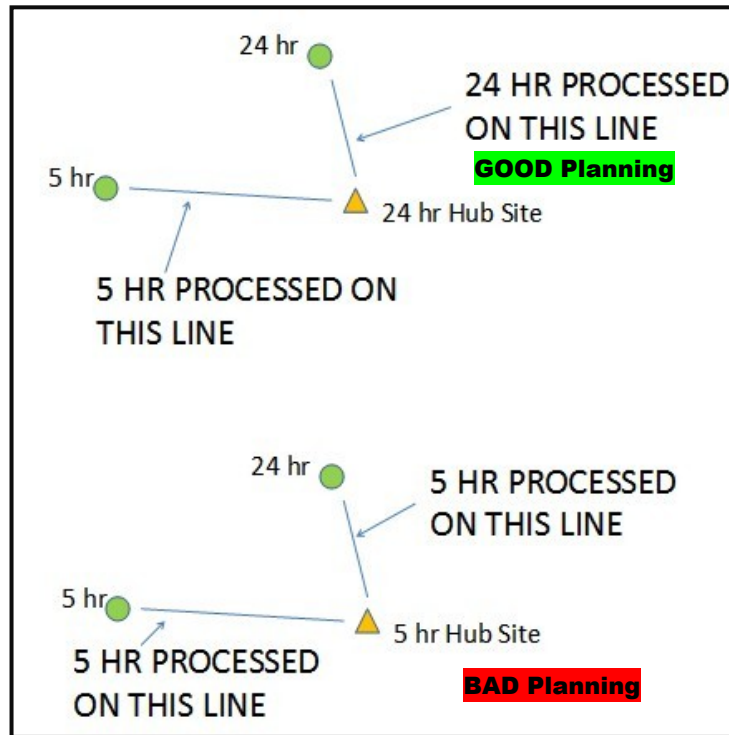 24 hr
24 HR PROCESSED
ON THIS LINE
GOOD Planning
5 hr
24 hr Hub Site
5 HR PROCESSED ON
THIS LINE
24 hr
5 HR PROCESSED
ON THIS LINE
5 hr
5 hr Hub Site
5 HR PROCESSED
ON THIS LINE
BAD Planning